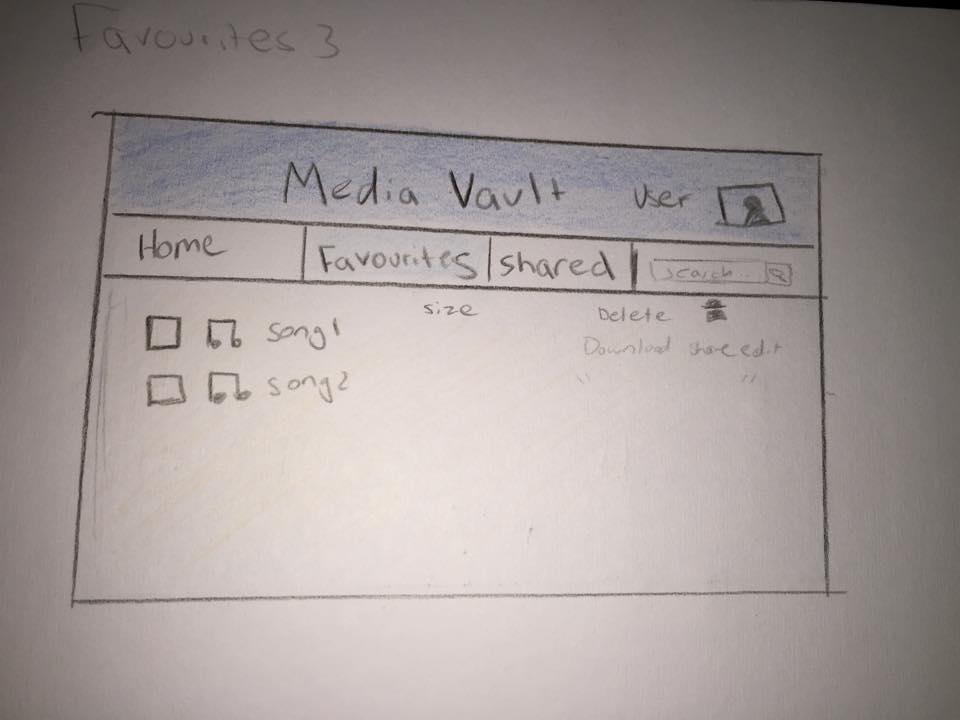 Favourites 3
Media Vault User
Home Favourites shared search...
size Delete
song1
Download share edit
song2 " "